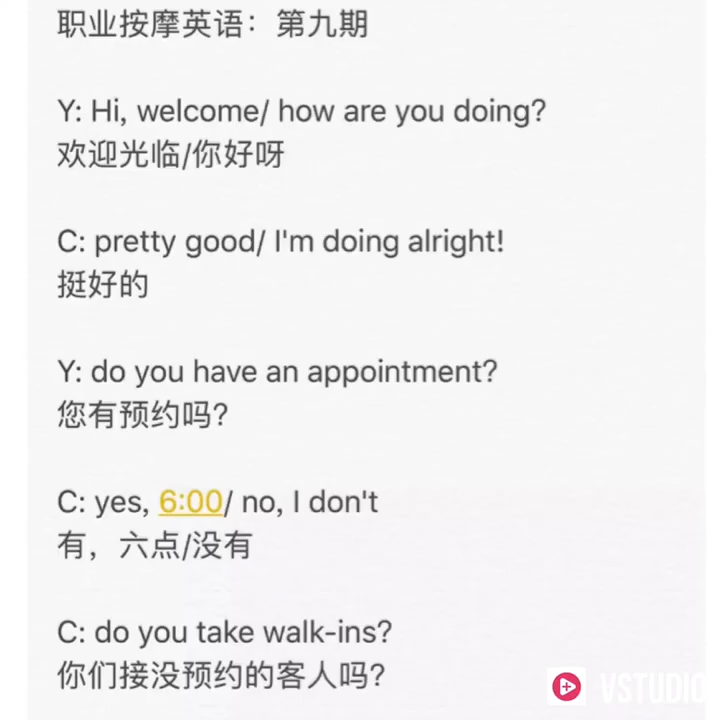 职业按摩英语：第九期
Y: Hi, welcome/ how are you doing?
欢迎光临/你好呀
C: pretty good/ I'm doing alright!
挺好的
Y: do you have an appointment?
您有预约吗?
C: yes, 6:00/ no, I don't
有，六点/没有
C: do you take walk-ins?
你们接没预约的客人吗?
VSTUDIO